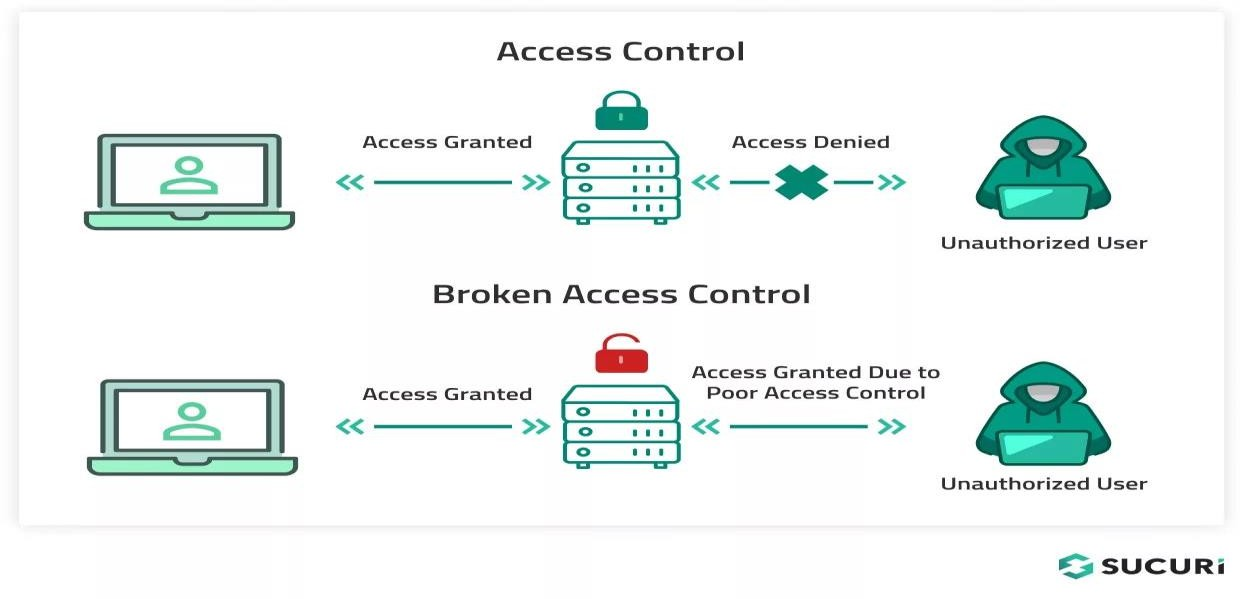 Access Control
Access Granted
Access Denied
Unauthorized User
Broken Access Control
Access Granted
Access Granted Due to
Poor Access Control
Unauthorized User
SUCURi